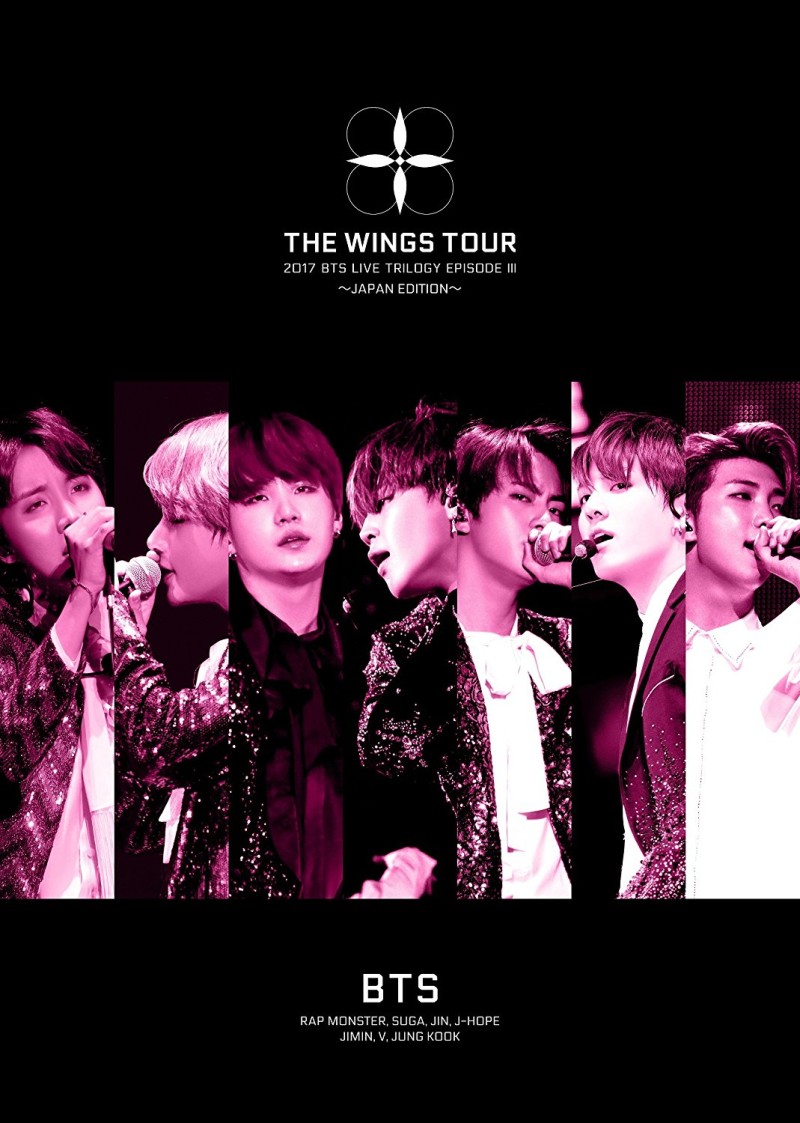 THE WINGS TOUR
2017 BTS LIVE TRILOGY EPISODE III
～JAPAN EDITION～
BTS
RAP MONSTER, SUGA, JIN, J-HOPE
JIMIN, V, JUNG KOOK